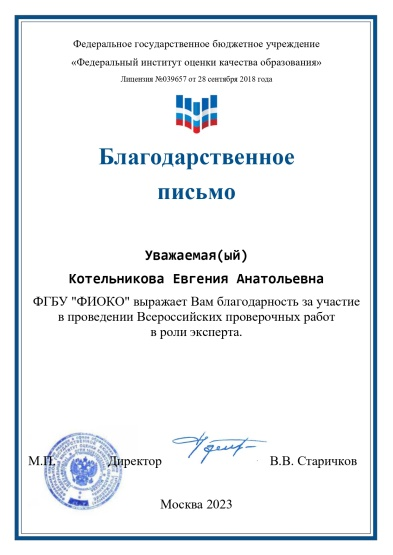 Федеральное государственное бюджетное учреждение
«Федеральный институт оценки качества образования»
Лицензия №039657 от 28 сентября 2018 года
Благодарственное
письмо
Уважаемая(ый)
Котельникова Евгения Анатольевна
ФГБУ "ФИОКО" выражает Вам благодарность за участие
в проведении Всероссийских проверочных работ
в роли эксперта.
М.П. Директор В.В. Старичков
Москва 2023